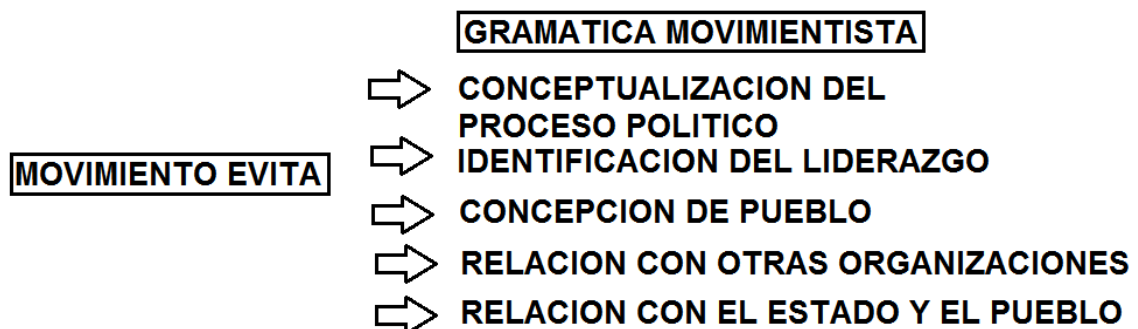 GRAMATICA MOVIMIENTISTA
CONCEPTUALIZACION DEL
PROCESO POLITICO
IDENTIFICACION DEL LIDERAZGO
MOVIMIENTO EVITA
CONCEPCION DE PUEBLO
RELACION CON OTRAS ORGANIZACIONES
RELACION CON EL ESTADO Y EL PUEBLO